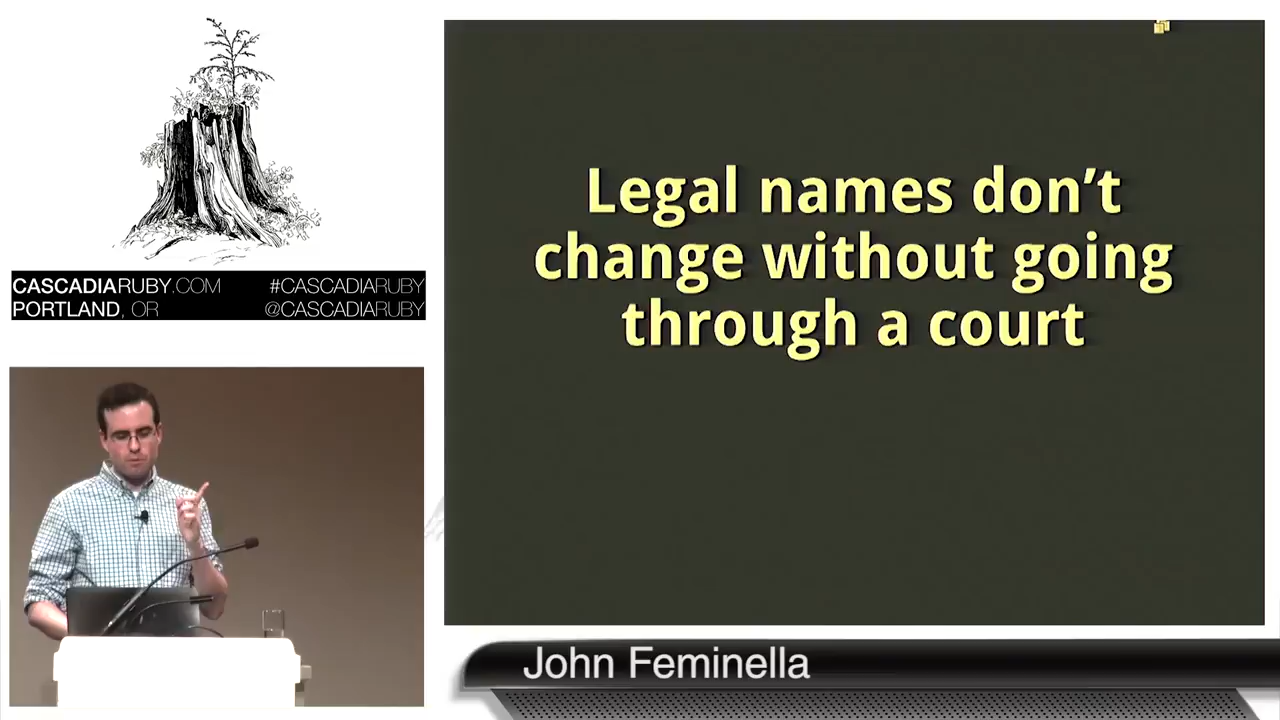 CASCADIARUBY.COM #CASCADIARUBY
PORTLAND, OR @CASCADIARUBY
Legal names don’t
change without going
through a court
John Feminella